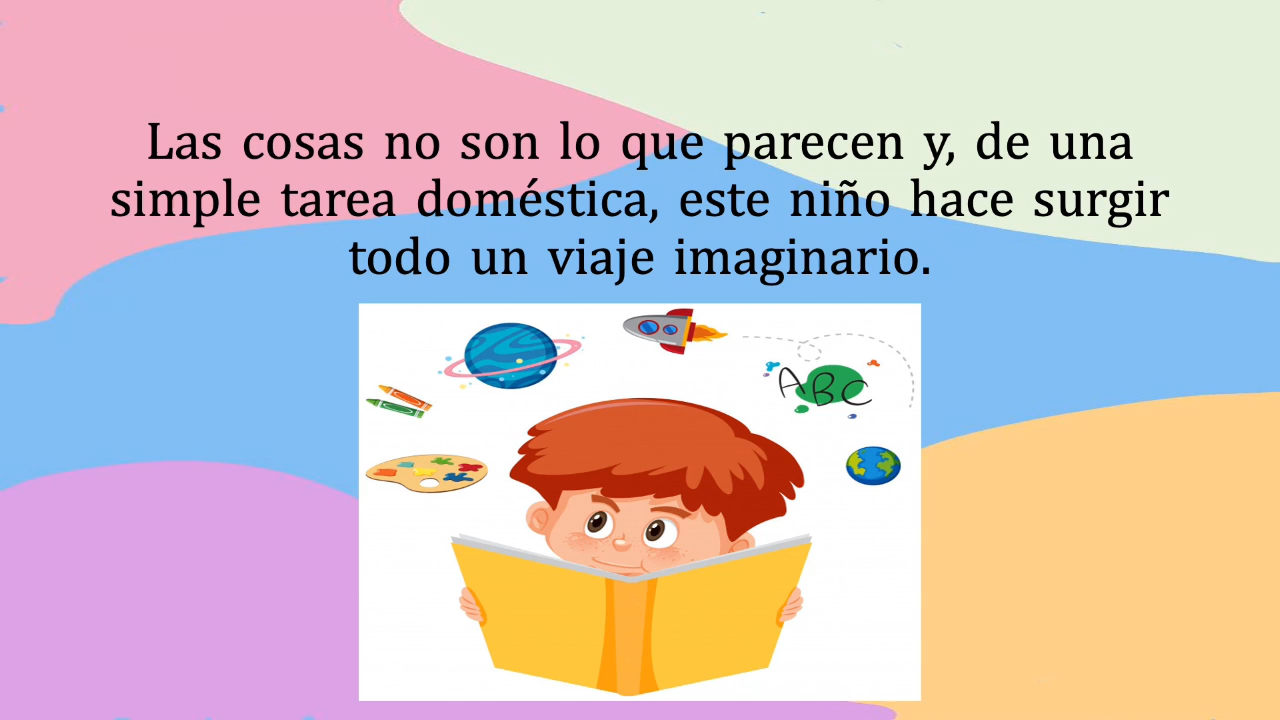 Las cosas no son lo que parecen y, de una
simple tarea doméstica, este niño hace surgir
todo un viaje imaginario.
ABC